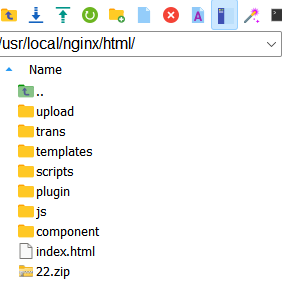 A
/usr/local/nginx/html/
Name
..
upload
trans
templates
scripts
plugin
js
component
index.html
22.zip